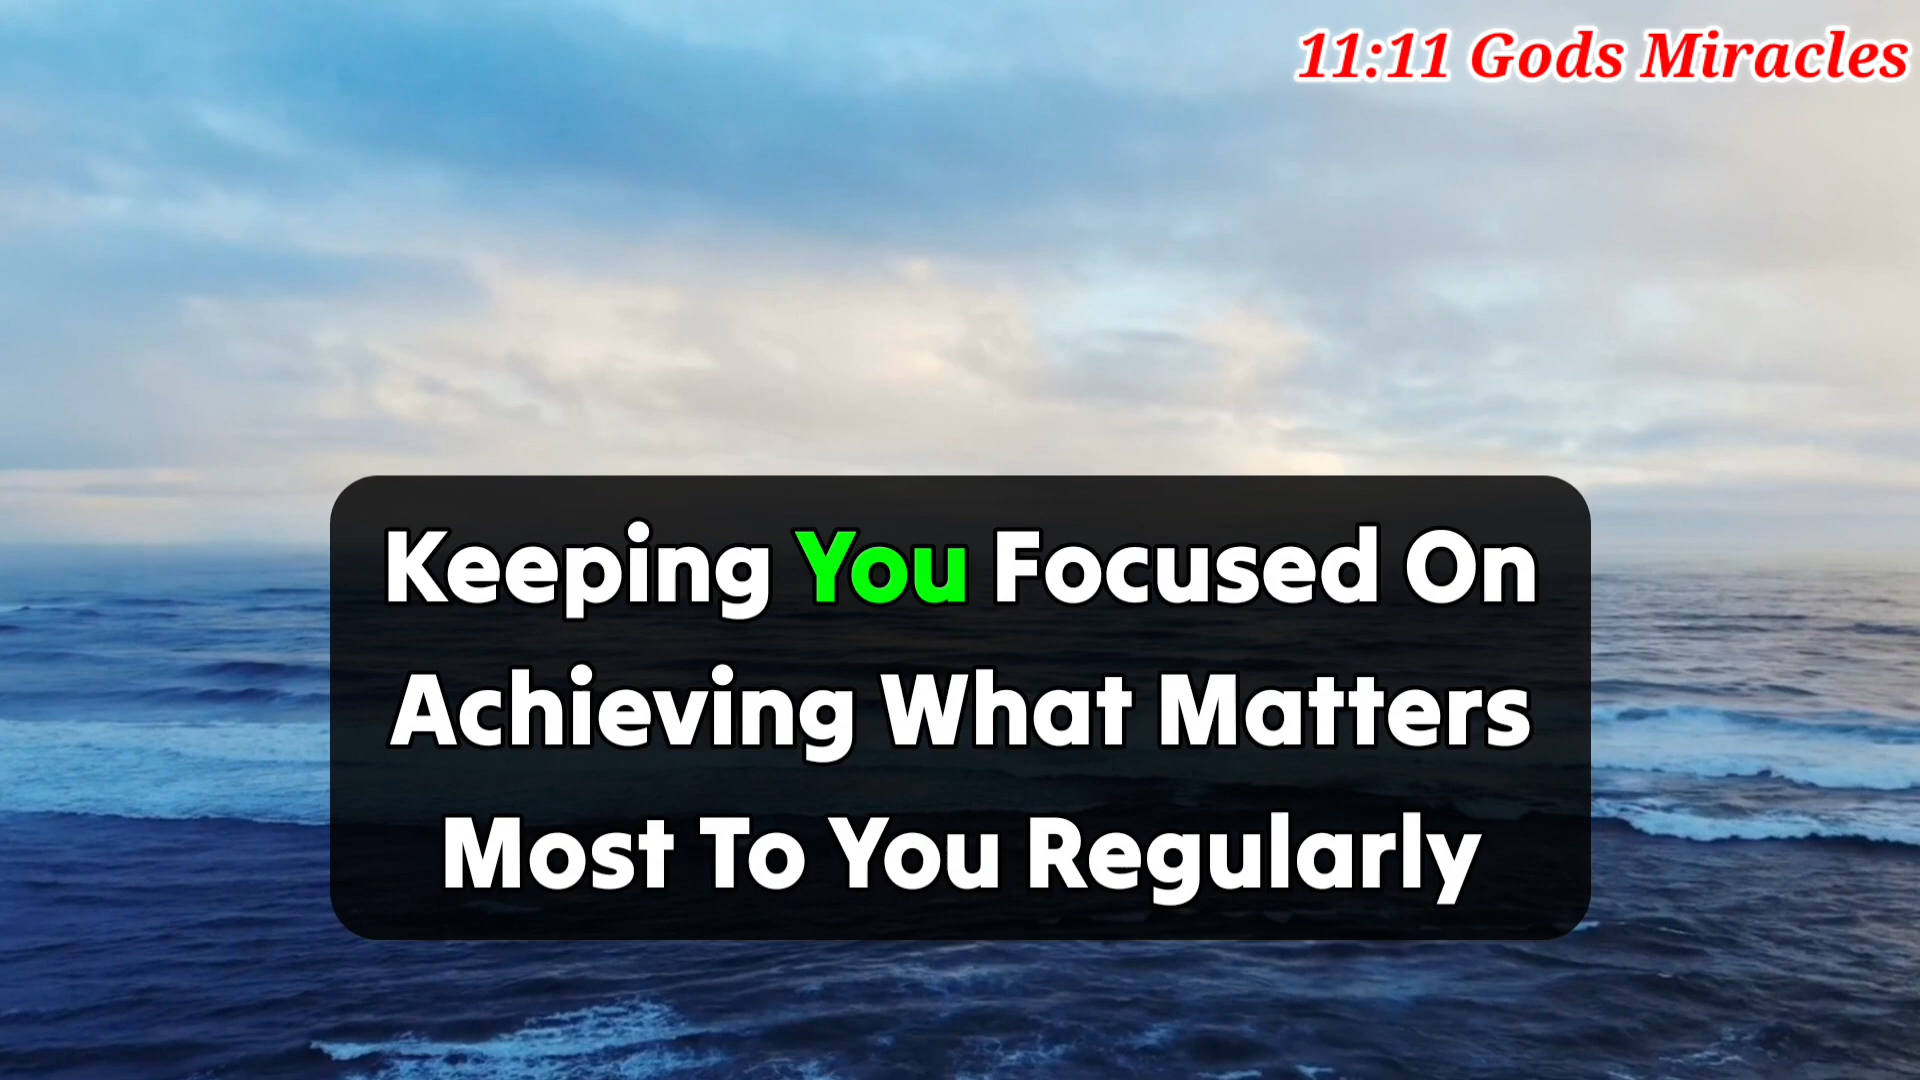 11:11 Gods Miracles
Keeping You Focused On
Achieving What Matters
Most To You Regularly